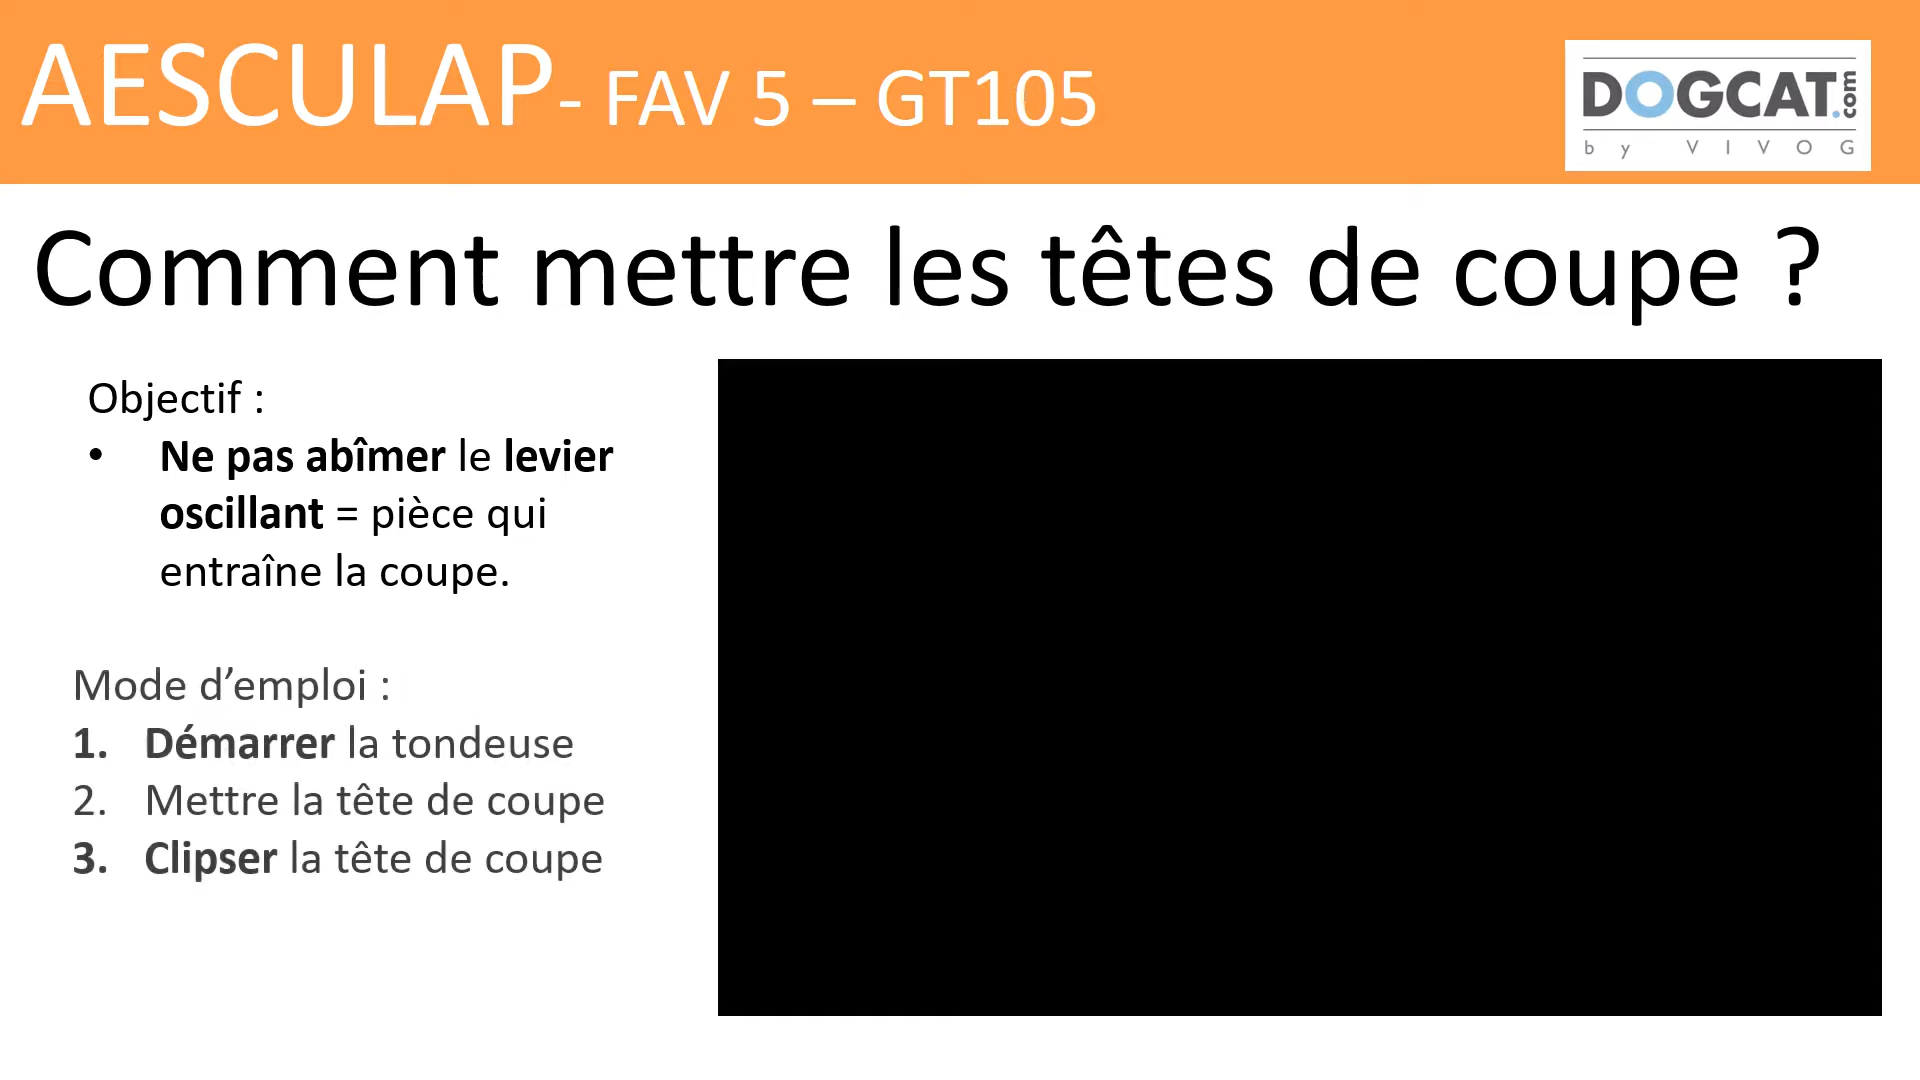 AESCULAP- FAV 5 – GT105
DOGCAT.com
by VIVOG
Comment mettre les têtes de coupe ?
Objectif :
• Ne pas abîmer le levier
oscillant = pièce qui
entraîne la coupe.
Mode d’emploi :
1. Démarrer la tondeuse
2. Mettre la tête de coupe
3. Clipser la tête de coupe